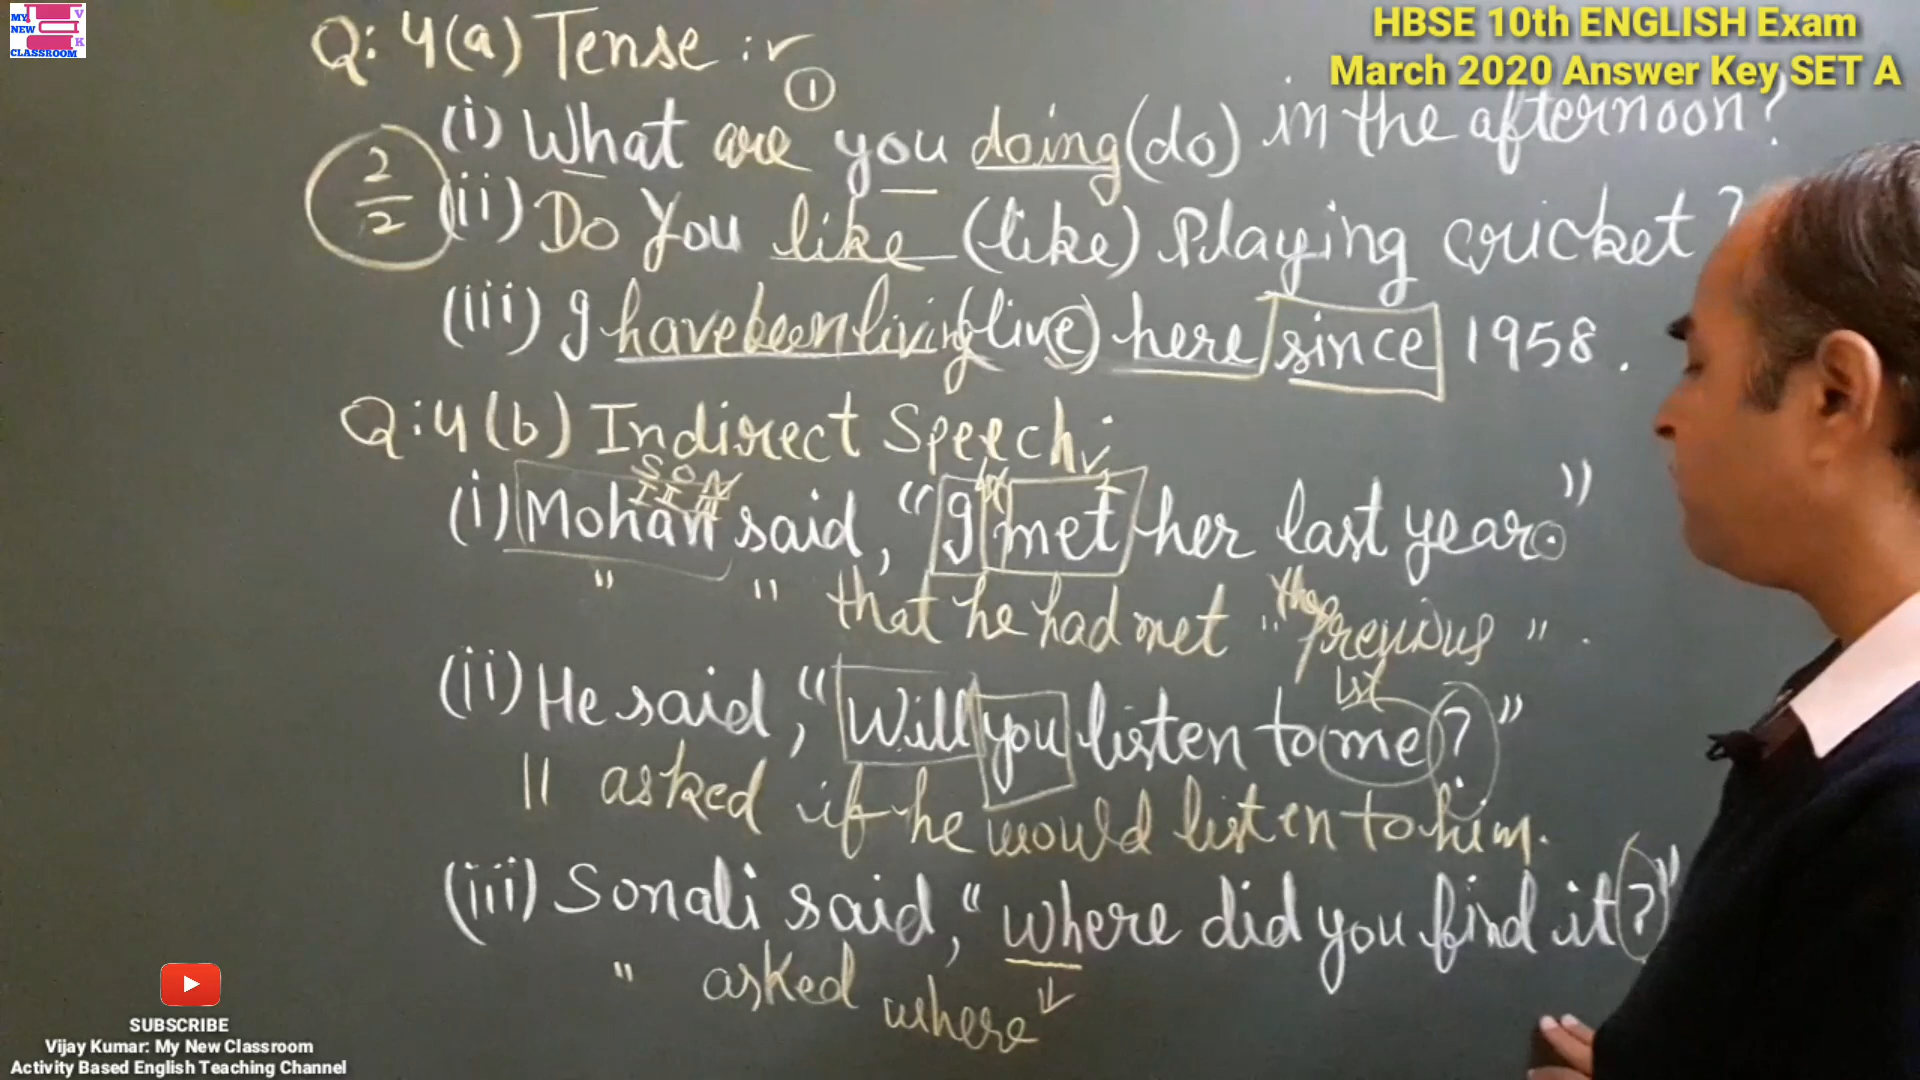 MY NEW CLASSROOM
V
K
HBSE 10th ENGLISH Exam
March 2020 Answer Key SET A
Q: 4(a) Tense :
1
(i) What are you doing (do) in the afternoon?
2/2
(ii) Do You like (like) Playing cricket ?
(iii) I have been living (live) here since 1958.
Q: 4(b) Indirect Speech:
S O N
I II III
(i) Mohan said, "I met her last year."
" " that he had met " the previous " .
(ii) He said, "Will you listen to me?"
Ist
" asked if he would listen to him.
(iii) Sonali said, "where did you find it?"
" asked where
SUBSCRIBE
Vijay Kumar: My New Classroom
Activity Based English Teaching Channel